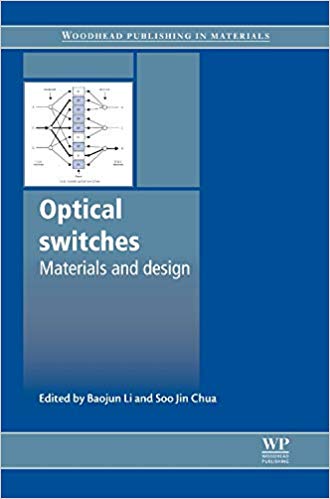 WOODHEAD PUBLISHING IN MATERIALS
Optical
switches
Materials and design
Edited by Baojun Li and Soo Jin Chua
WP
WOODHEAD
PUBLISHING